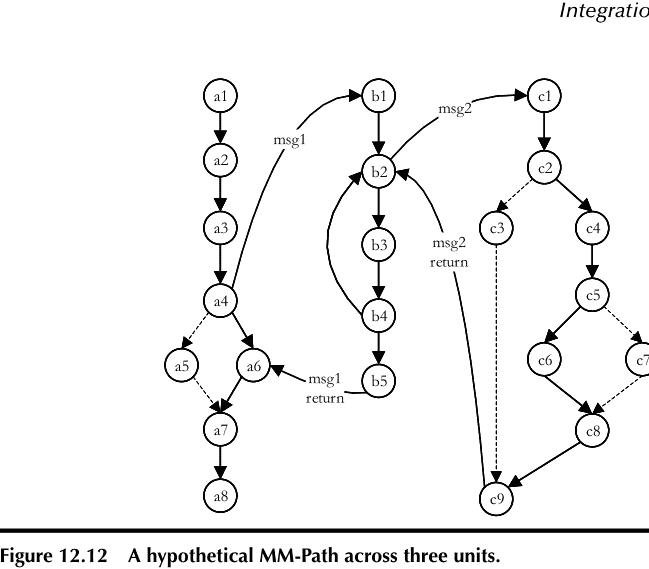 Integratio
a1 b1 msg2 c1
msg1
a2 b2 c2
a3 b3 msg2 c3 c4
return
a4 b4 c5
a5 a6 msg1 b5 c6 c7
return
a7 c8
a8 c9
Figure 12.12 A hypothetical MM-Path across three units.